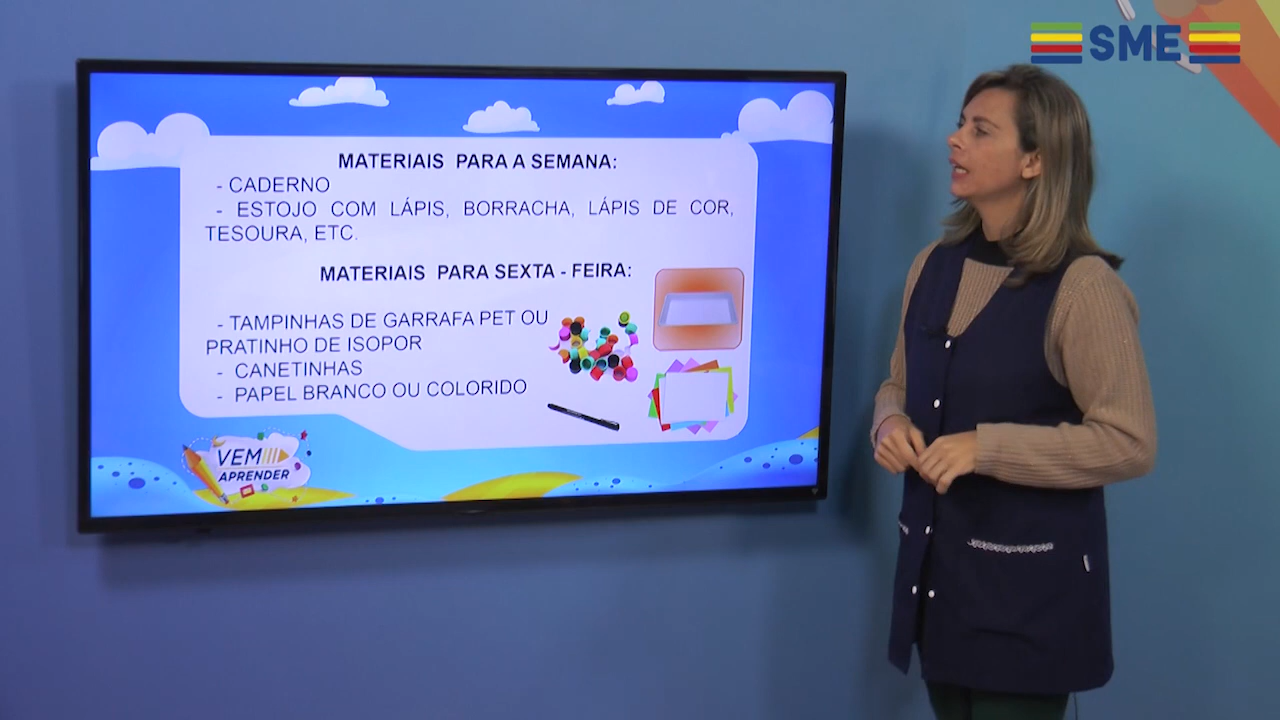 SME
MATERIAIS PARA A SEMANA:
- CADERNO
- ESTOJO COM LÁPIS, BORRACHA, LÁPIS DE COR,
TESOURA, ETC.
MATERIAIS PARA SEXTA - FEIRA:
- TAMPINHAS DE GARRAFA PET OU
PRATINHO DE ISOPOR
- CANETINHAS
- PAPEL BRANCO OU COLORIDO
VEM
APRENDER